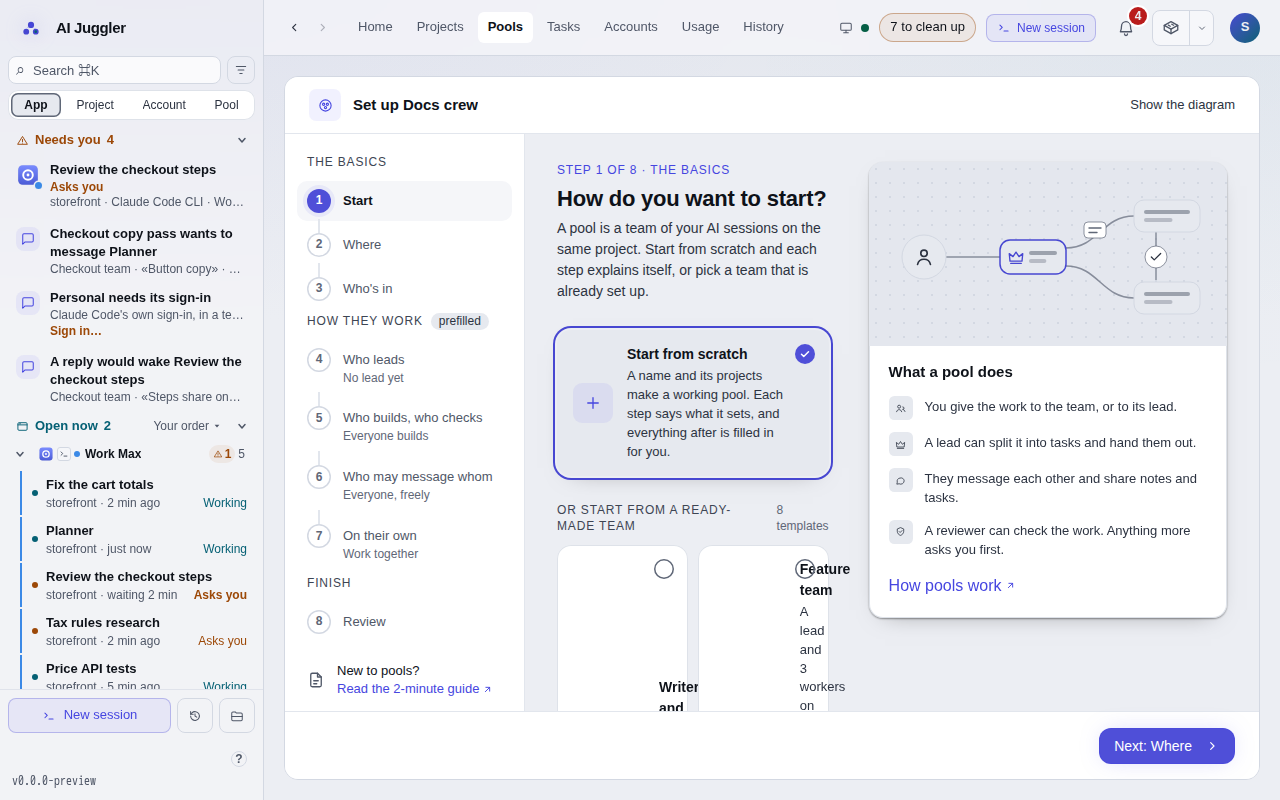 AI Juggler
Search ⌘K
App Project Account Pool
Needs you 4
Review the checkout steps
Asks you
storefront · Claude Code CLI · Wo…
Checkout copy pass wants to
message Planner
Checkout team · «Button copy» · …
Personal needs its sign-in
Claude Code's own sign-in, in a te…
Sign in…
A reply would wake Review the
checkout steps
Checkout team · «Steps share on…
Open now 2 Your order
Work Max 1 5
Fix the cart totals
storefront · 2 min ago Working
Planner
storefront · just now Working
Review the checkout steps
storefront · waiting 2 min Asks you
Tax rules research
storefront · 2 min ago Asks you
Price API tests
storefront · 5 min ago Working
New session
?
v0.0.0-preview
Home Projects Pools Tasks Accounts Usage History
7 to clean up
New session
4
S
Set up Docs crew
Show the diagram
THE BASICS
1 Start
2 Where
3 Who's in
HOW THEY WORK prefilled
4 Who leads
No lead yet
5 Who builds, who checks
Everyone builds
6 Who may message whom
Everyone, freely
7 On their own
Work together
FINISH
8 Review
New to pools?
Read the 2-minute guide
STEP 1 OF 8 · THE BASICS
How do you want to start?
A pool is a team of your AI sessions on the
same project. Start from scratch and each
step explains itself, or pick a team that is
already set up.
Start from scratch
A name and its projects
make a working pool. Each
step says what it sets, and
everything after is filled in
for you.
OR START FROM A READY-
MADE TEAM
8
templates
Writer
and
Feature
team
A
lead
and
3
workers
on
What a pool does
You give the work to the team, or to its lead.
A lead can split it into tasks and hand them out.
They message each other and share notes and
tasks.
A reviewer can check the work. Anything more
asks you first.
How pools work
Next: Where